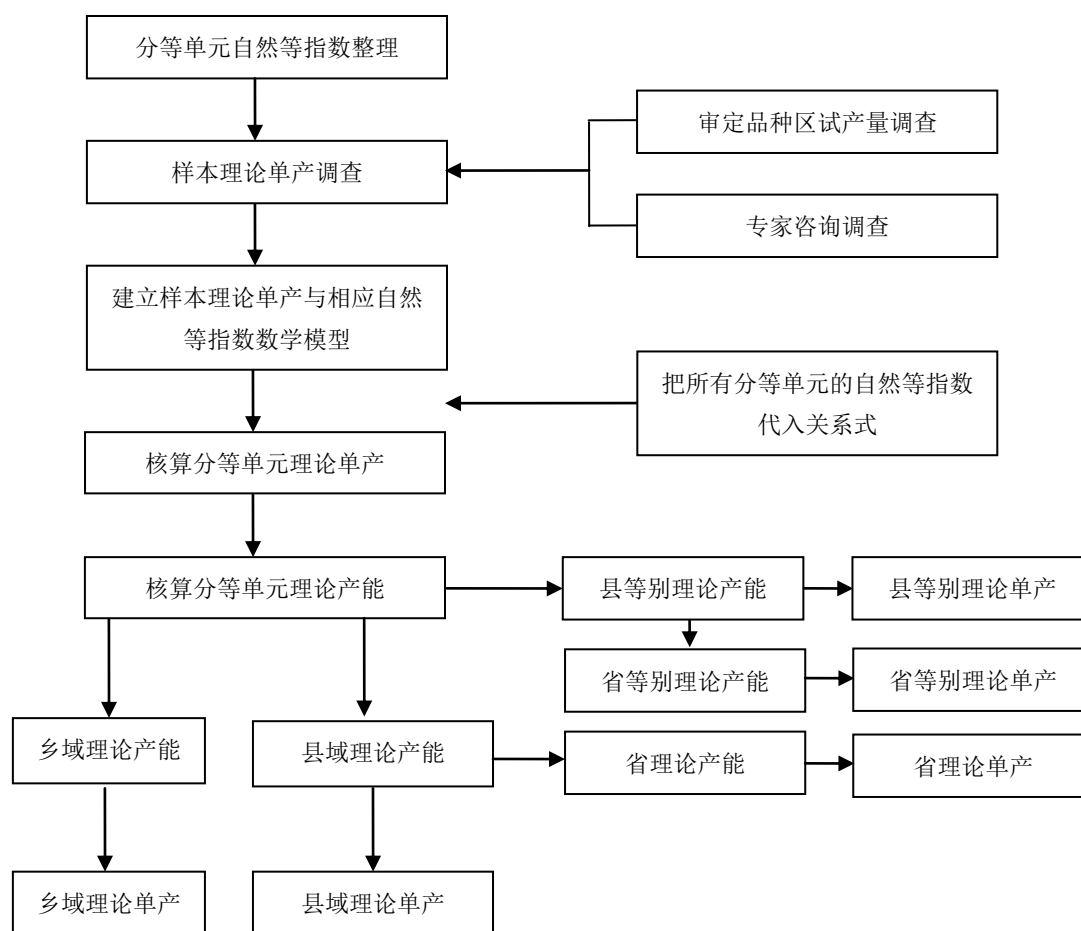 分等单元自然等指数整理
审定品种区试产量调查
样本理论单产调查
专家咨询调查
建立样本理论单产与相应自然
等指数数学模型
把所有分等单元的自然等指数
代入关系式
核算分等单元理论单产
核算分等单元理论产能
县等别理论产能
县等别理论单产
省等别理论产能
省等别理论单产
乡域理论产能
县域理论产能
省理论产能
省理论单产
乡域理论单产
县域理论单产